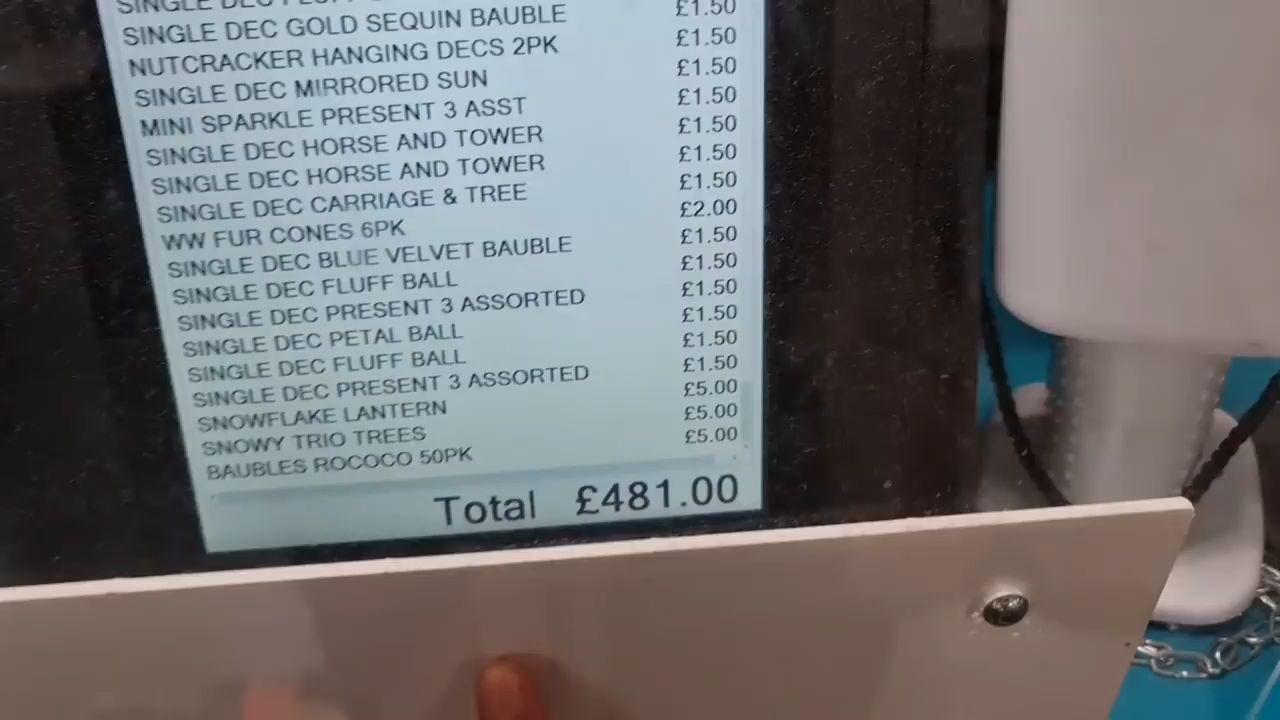 SINGLE DEC FLUFF
SINGLE DEC GOLD SEQUIN BAUBLE £1.50
NUTCRACKER HANGING DECS 2PK £1.50
SINGLE DEC MIRRORED SUN £1.50
MINI SPARKLE PRESENT 3 ASST £1.50
SINGLE DEC HORSE AND TOWER £1.50
SINGLE DEC HORSE AND TOWER £1.50
SINGLE DEC CARRIAGE & TREE £1.50
WW FUR CONES 6PK £2.00
SINGLE DEC BLUE VELVET BAUBLE £1.50
SINGLE DEC FLUFF BALL £1.50
SINGLE DEC PRESENT 3 ASSORTED £1.50
SINGLE DEC PETAL BALL £1.50
SINGLE DEC FLUFF BALL £1.50
SINGLE DEC PRESENT 3 ASSORTED £1.50
SNOWFLAKE LANTERN £5.00
SNOWY TRIO TREES £5.00
BAUBLES ROCOCO 50PK £5.00
Total £481.00